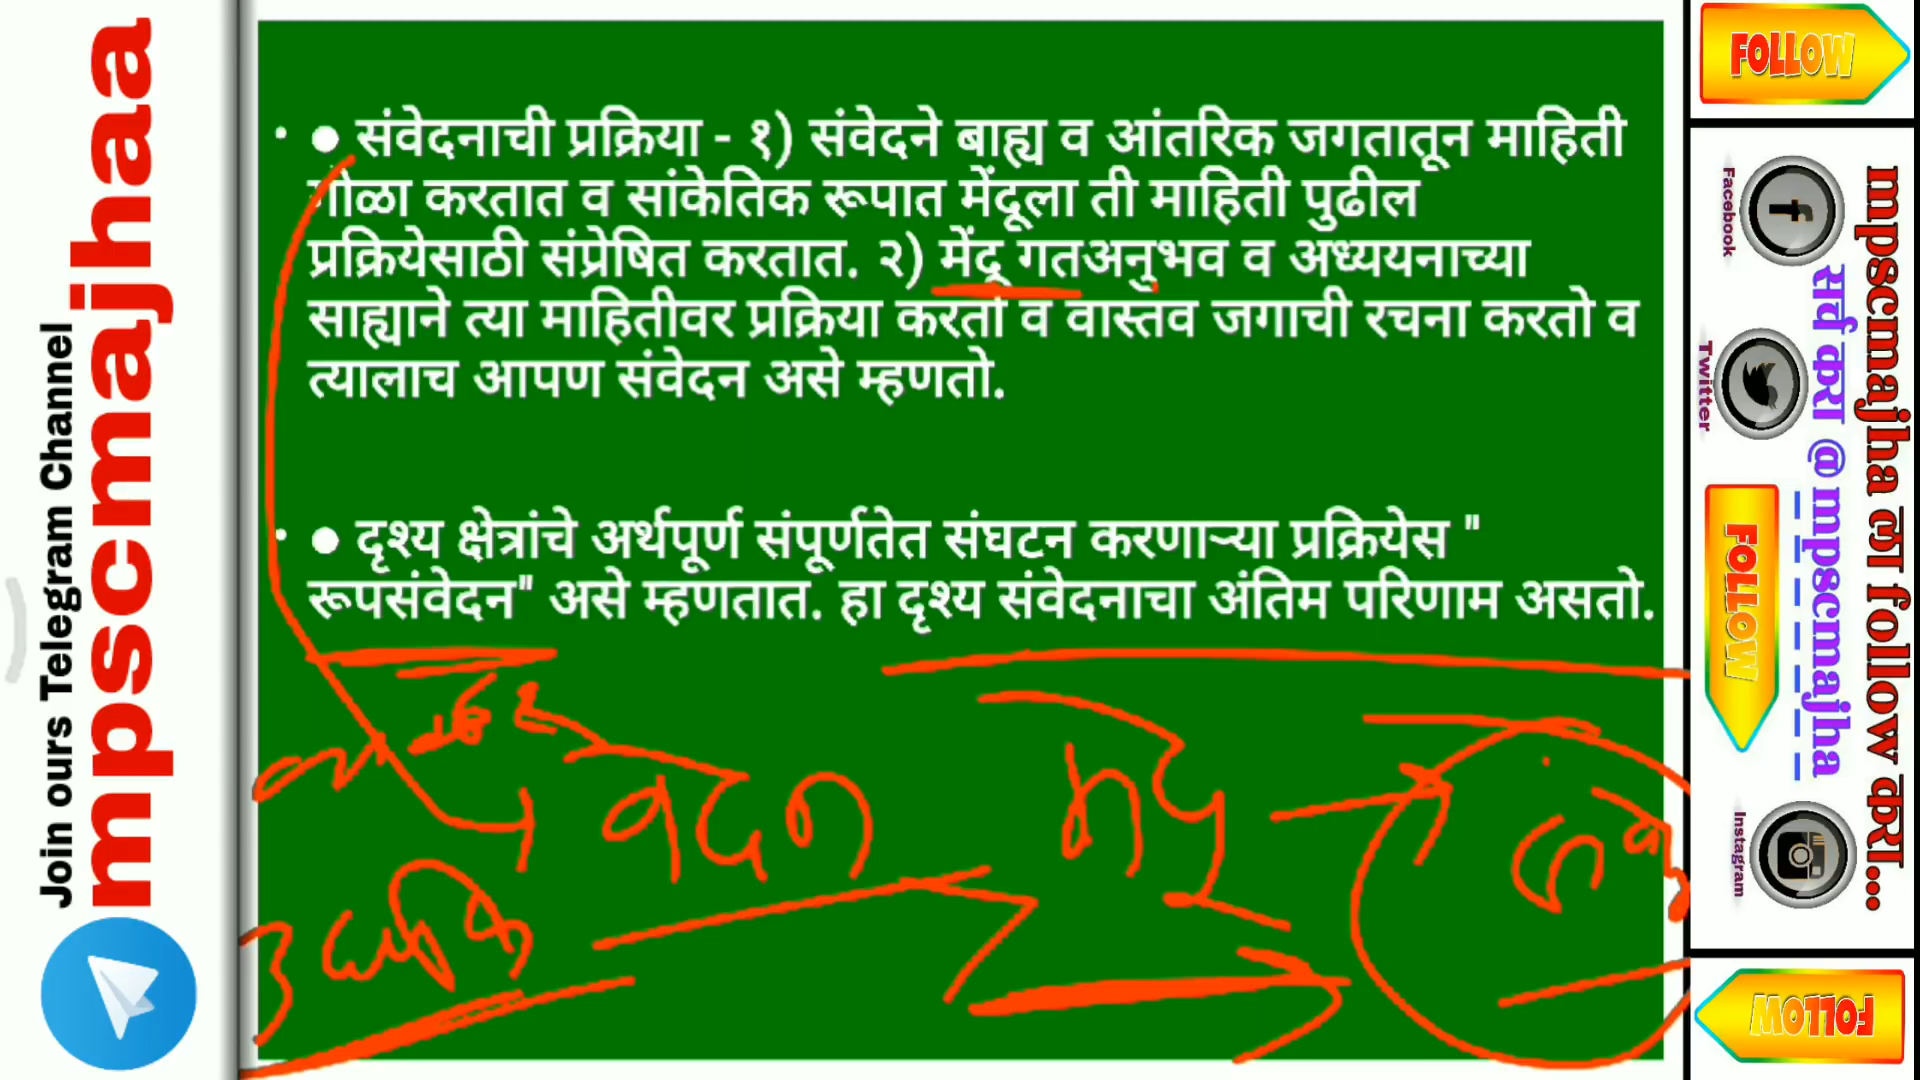 Join ours Telegram Channel
mpscmajhaa
• ● संवेदनाची प्रक्रिया - १) संवेदने बाह्य व आंतरिक जगतातून माहिती
गोळा करतात व सांकेतिक रूपात मेंदूला ती माहिती पुढील
प्रक्रियेसाठी संप्रेषित करतात. २) मेंदू गतअनुभव व अध्ययनाच्या
साह्याने त्या माहितीवर प्रक्रिया करतो व वास्तव जगाची रचना करतो व
त्यालाच आपण संवेदन असे म्हणतो.
• ● दृश्य क्षेत्रांचे अर्थपूर्ण संपूर्णतेत संघटन करणाऱ्या प्रक्रियेस "
रूपसंवेदन" असे म्हणतात. हा दृश्य संवेदनाचा अंतिम परिणाम असतो.
FOLLOW
Facebook
Twitter
Instagram
FOLLOW
सर्च करा @mpscmajha
mpscmajha ला follow करा...
FOLLOW